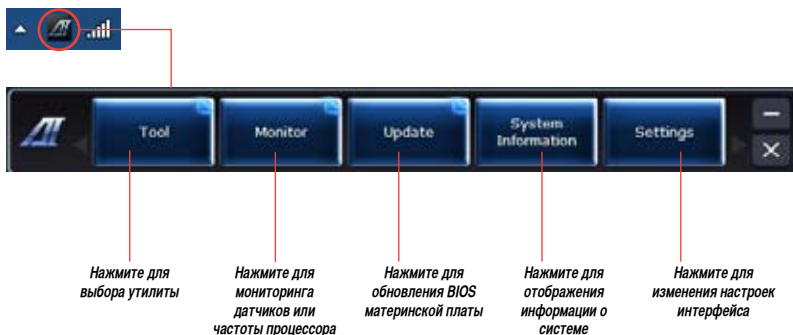 Tool
Monitor
Update
System
Information
Settings
Нажмите для
выбора утилиты
Нажмите для
мониторинга
датчиков или
частоты процессора
Нажмите для
обновления BIOS
материнской платы
Нажмите для
отображения
информации о
системе
Нажмите для
изменения настроек
интерфейса